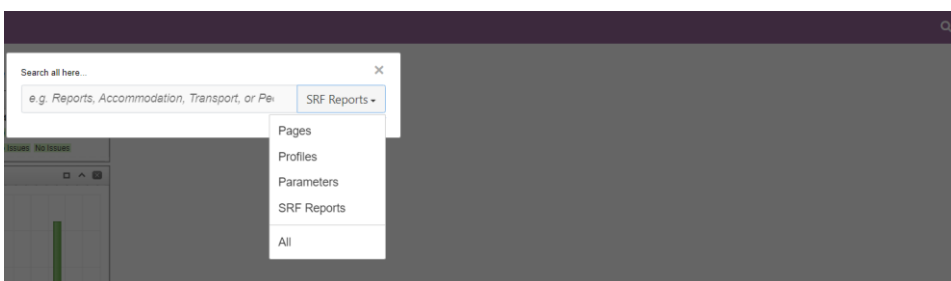 Search all here...
×
e.g. Reports, Accommodation, Transport, or Pe
SRF Reports
Pages
Profiles
Parameters
SRF Reports
All
Issues No Issues